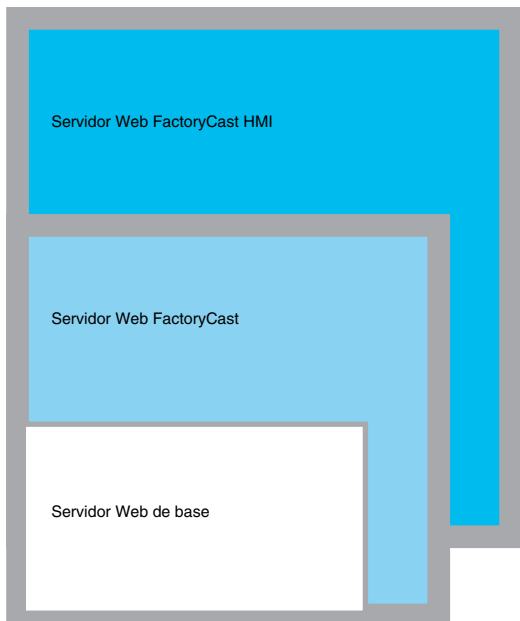 Servidor Web FactoryCast HMI
Servidor Web FactoryCast
Servidor Web de base